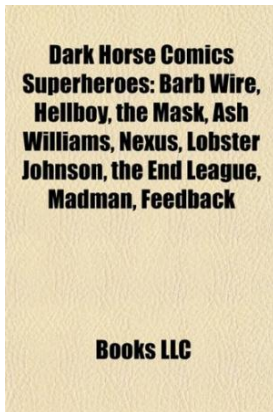 Dark Horse Comics
Superheroes: Barb Wire,
Hellboy, the Mask, Ash
Williams, Nexus, Lobster
Johnson, the End League,
Madman, Feedback
Books LLC